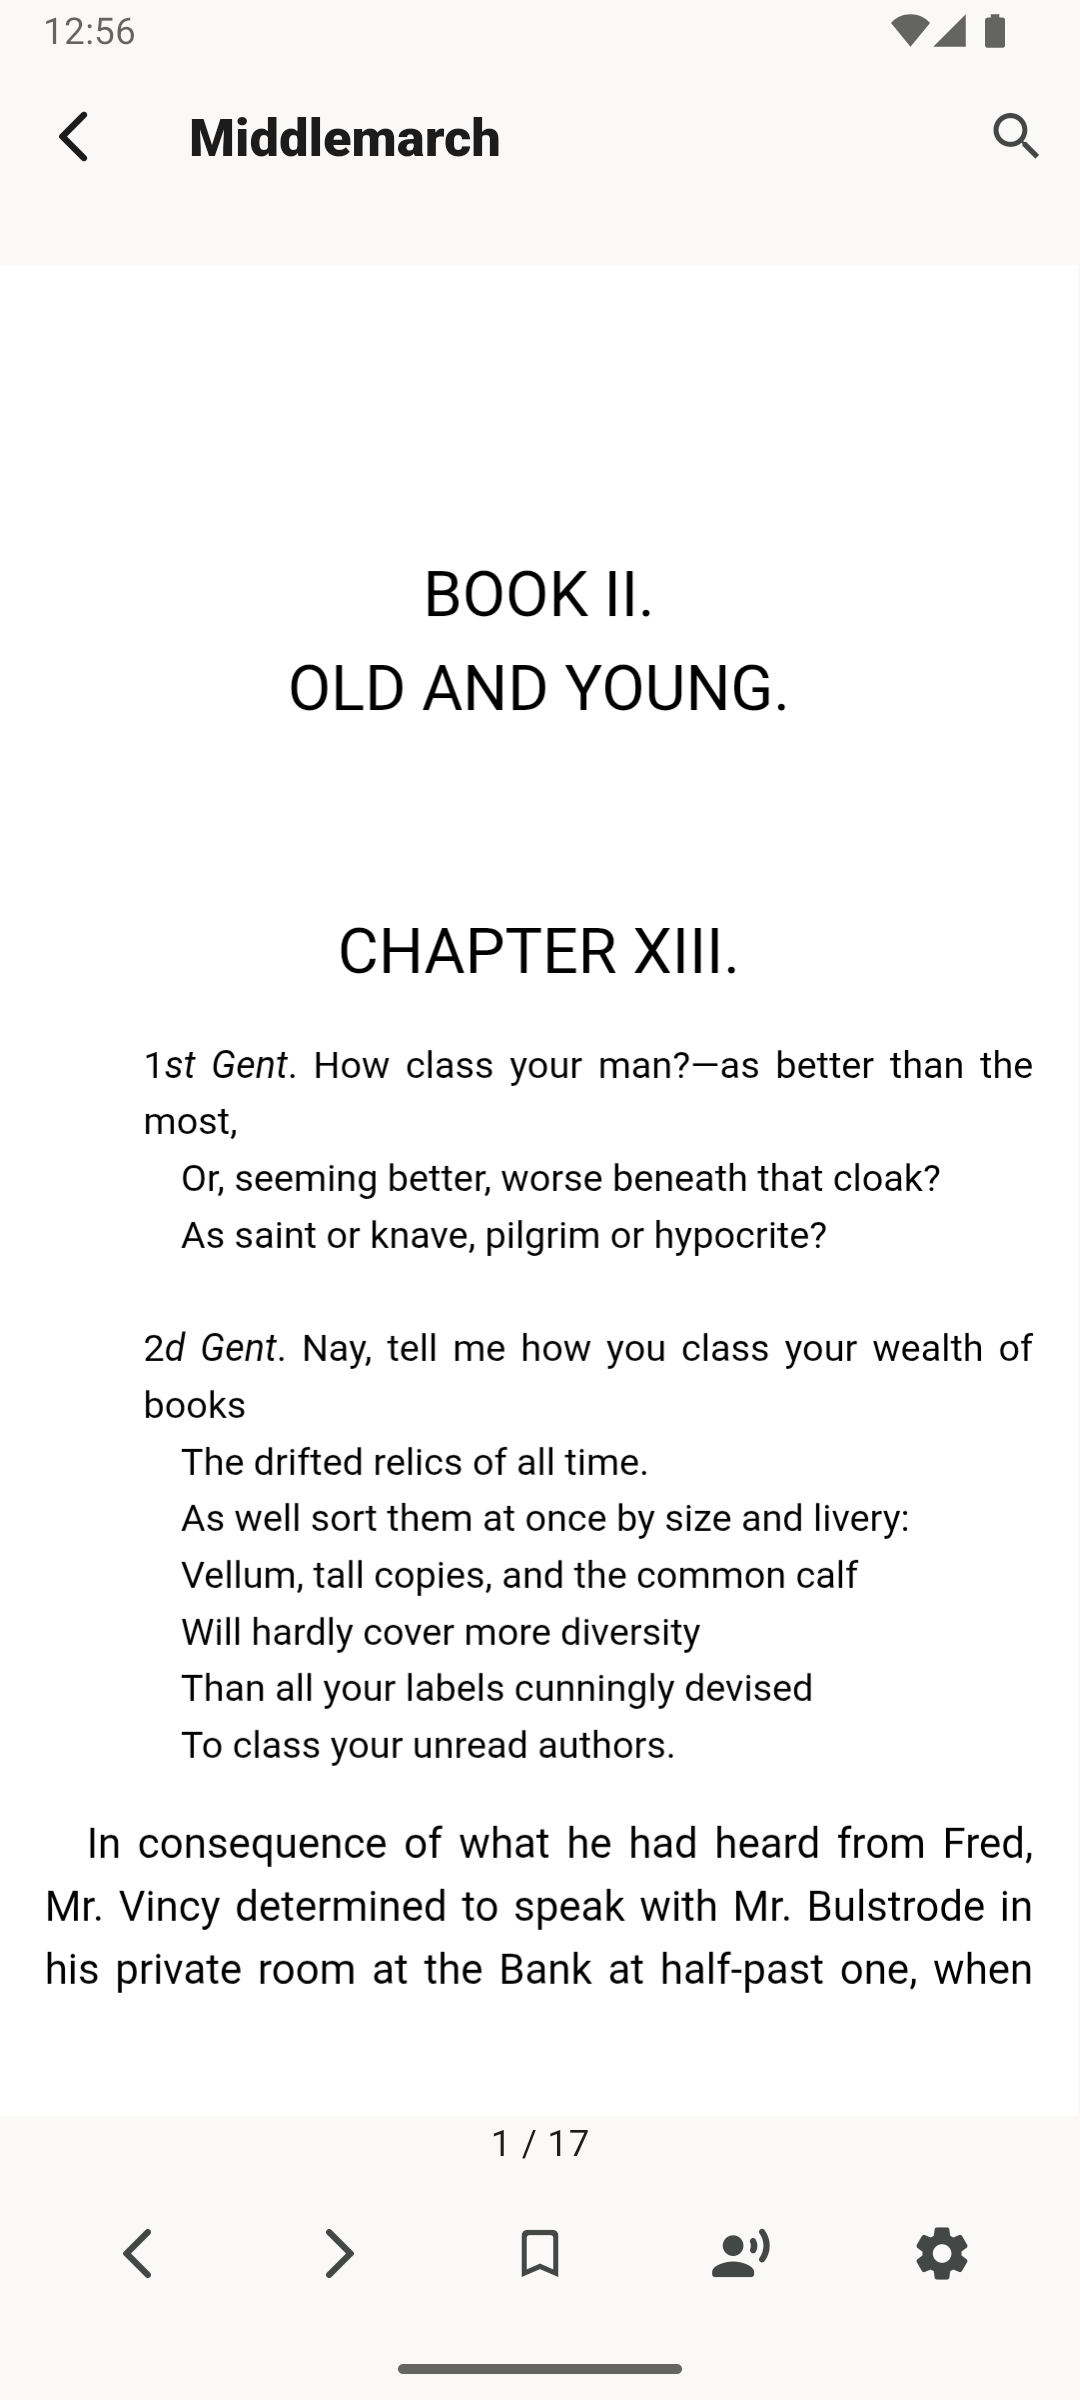 12:56
Middlemarch
BOOK II.
OLD AND YOUNG.
CHAPTER XIII.
1st Gent. How class your man?—as better than the
most,
Or, seeming better, worse beneath that cloak?
As saint or knave, pilgrim or hypocrite?
2d Gent. Nay, tell me how you class your wealth of
books
The drifted relics of all time.
As well sort them at once by size and livery:
Vellum, tall copies, and the common calf
Will hardly cover more diversity
Than all your labels cunningly devised
To class your unread authors.
In consequence of what he had heard from Fred,
Mr. Vincy determined to speak with Mr. Bulstrode in
his private room at the Bank at half-past one, when
1 / 17